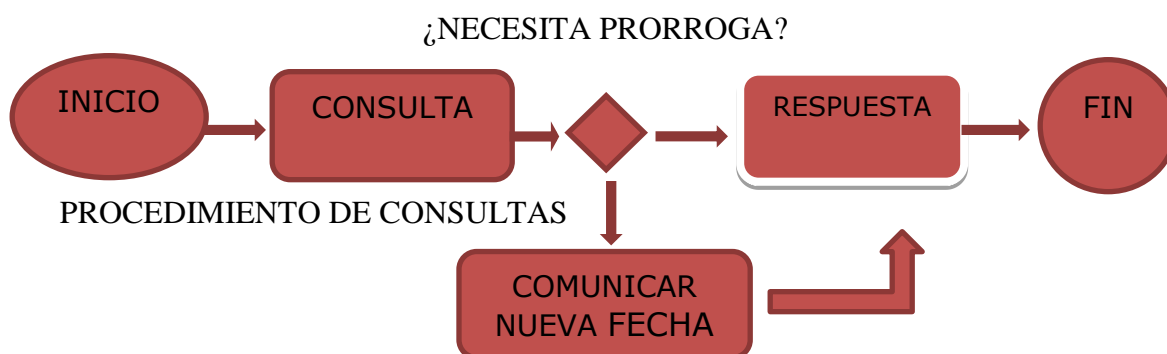 ¿NECESITA PRORROGA?
INICIO
CONSULTA
RESPUESTA
FIN
PROCEDIMIENTO DE CONSULTAS
COMUNICAR
NUEVA FECHA